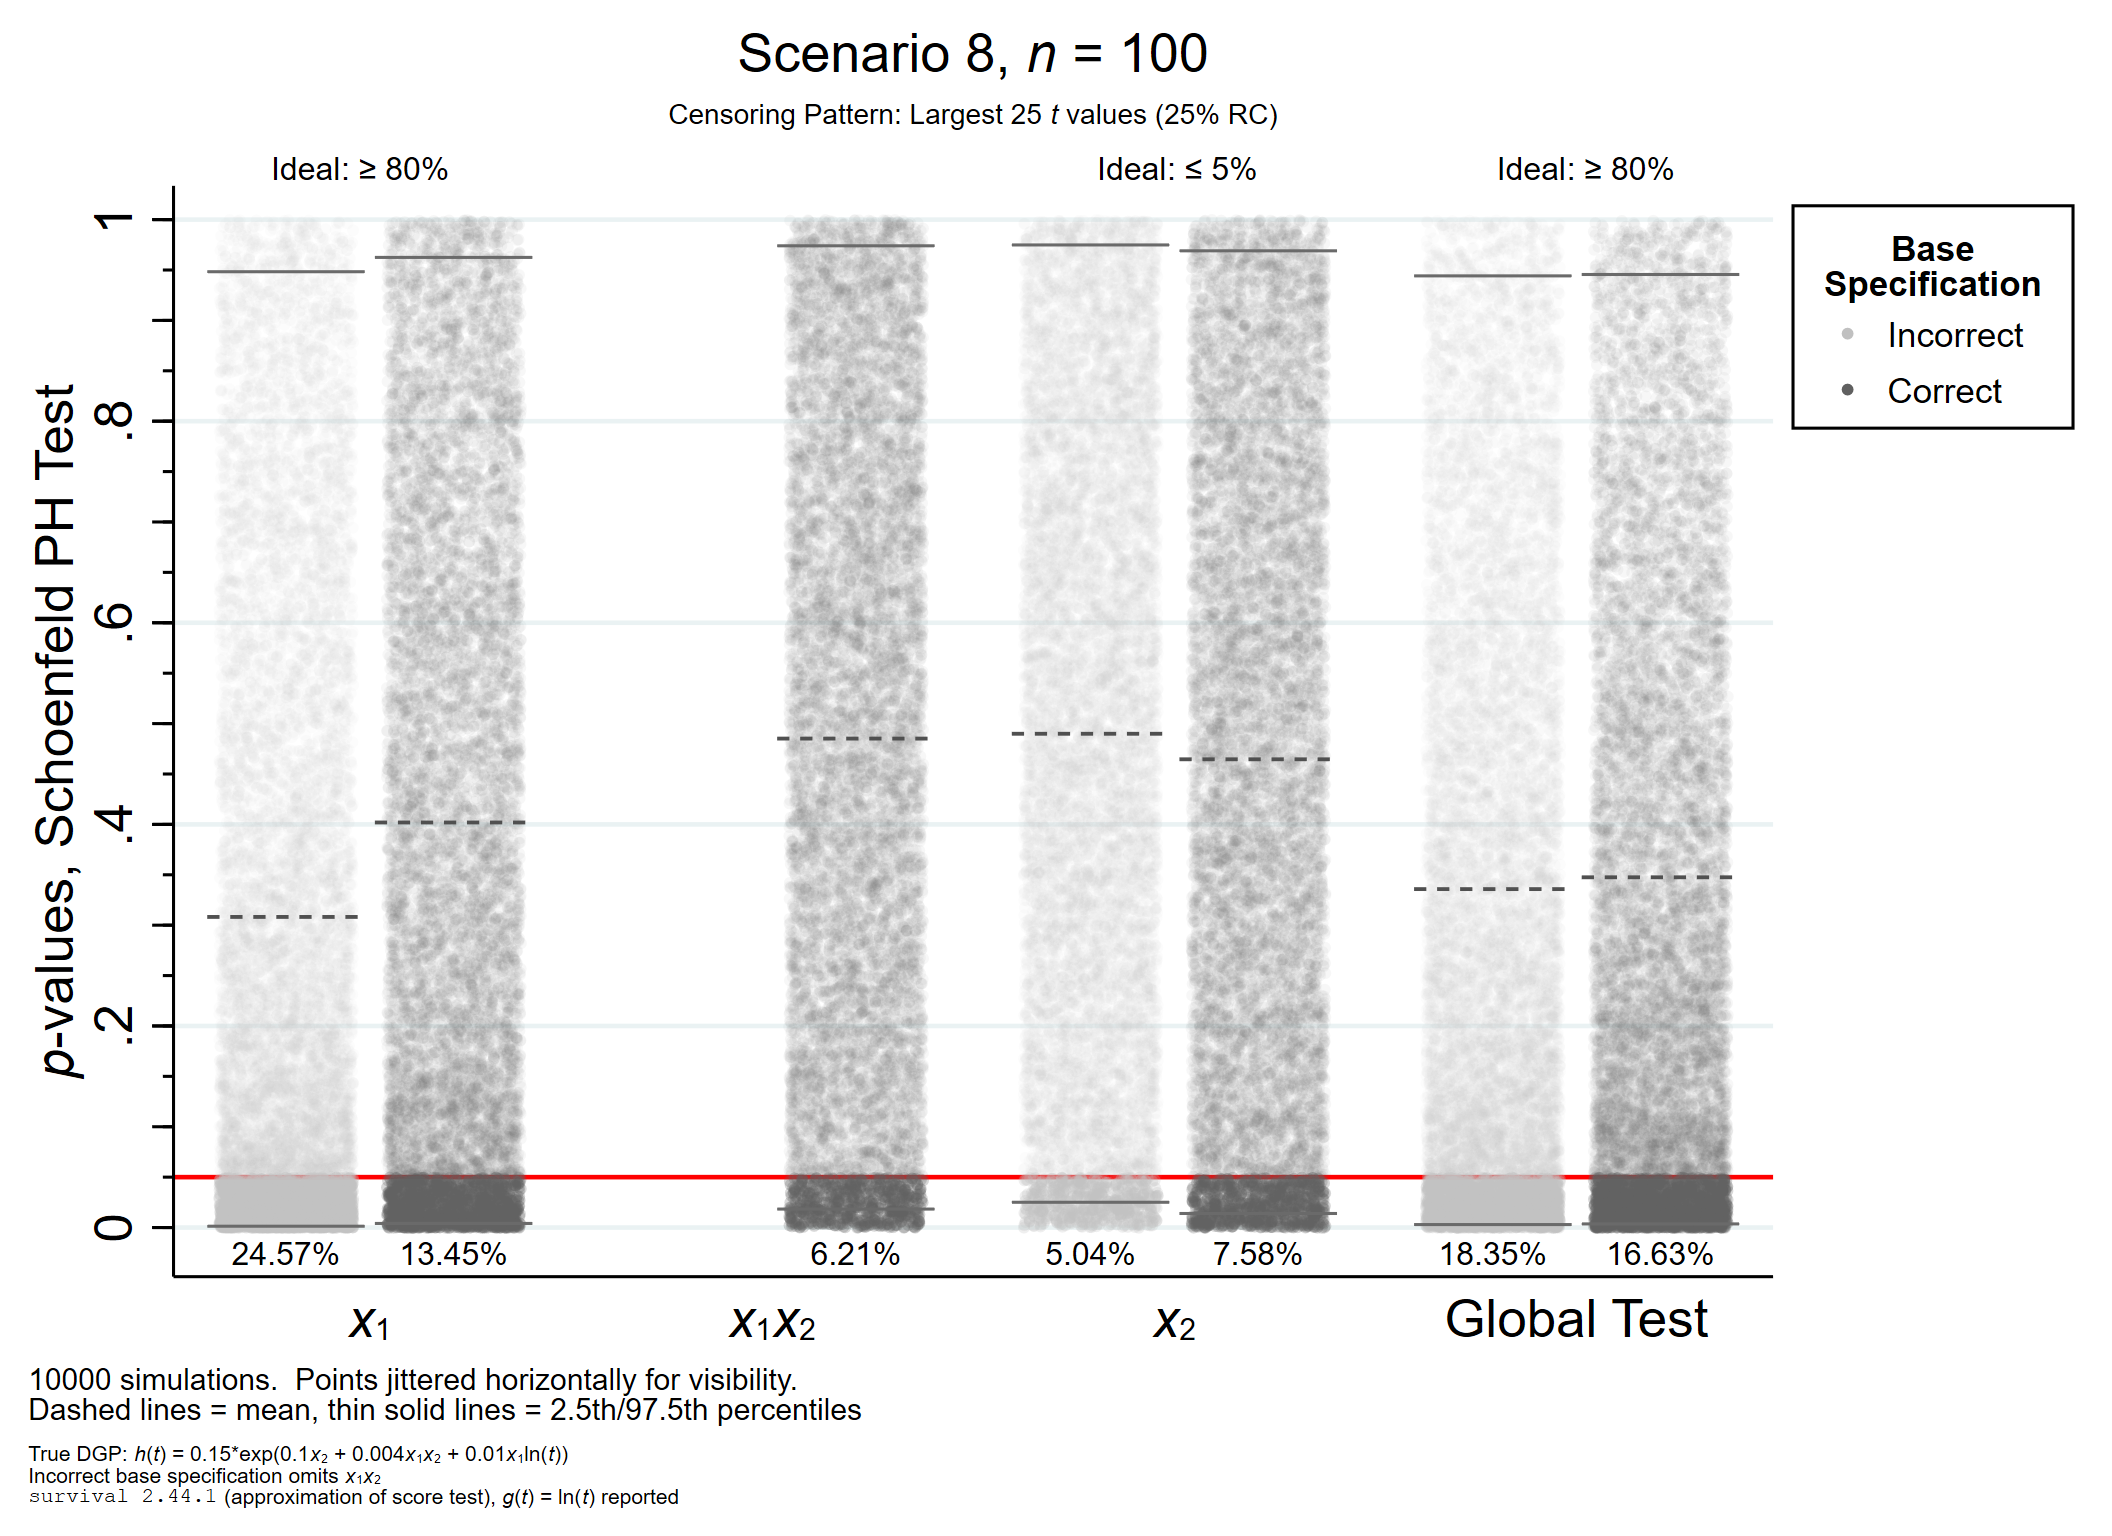 Scenario 8, n = 100
Censoring Pattern: Largest 25 t values (25% RC)
Ideal: ≥ 80%
Ideal: ≤ 5%
Ideal: ≥ 80%
p-values, Schoenfeld PH Test
1
.8
.6
.4
.2
0
Base
Specification
Incorrect
Correct
24.57%
13.45%
6.21%
5.04%
7.58%
18.35%
16.63%
x₁
x₁x₂
x₂
Global Test
10000 simulations.  Points jittered horizontally for visibility.
Dashed lines = mean, thin solid lines = 2.5th/97.5th percentiles
True DGP: h(t) = 0.15*exp(0.1x₂ + 0.004x₁x₂ + 0.01x₁ln(t))
Incorrect base specification omits x₁x₂
survival 2.44.1 (approximation of score test), g(t) = ln(t) reported